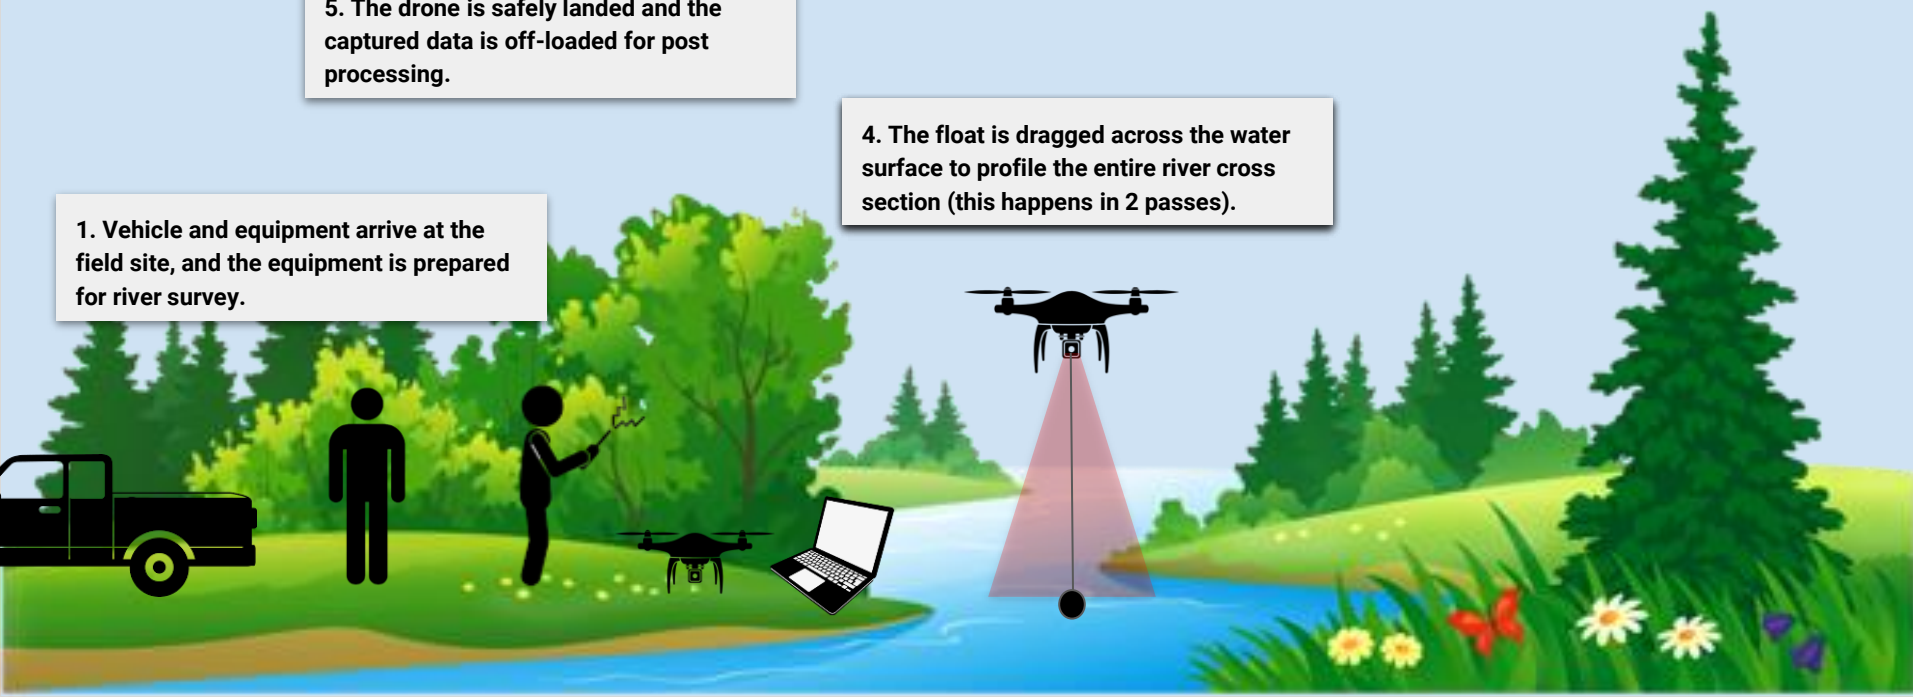 5. The drone is safely landed and the
captured data is off-loaded for post
processing.
4. The float is dragged across the water
surface to profile the entire river cross
section (this happens in 2 passes).
1. Vehicle and equipment arrive at the
field site, and the equipment is prepared
for river survey.